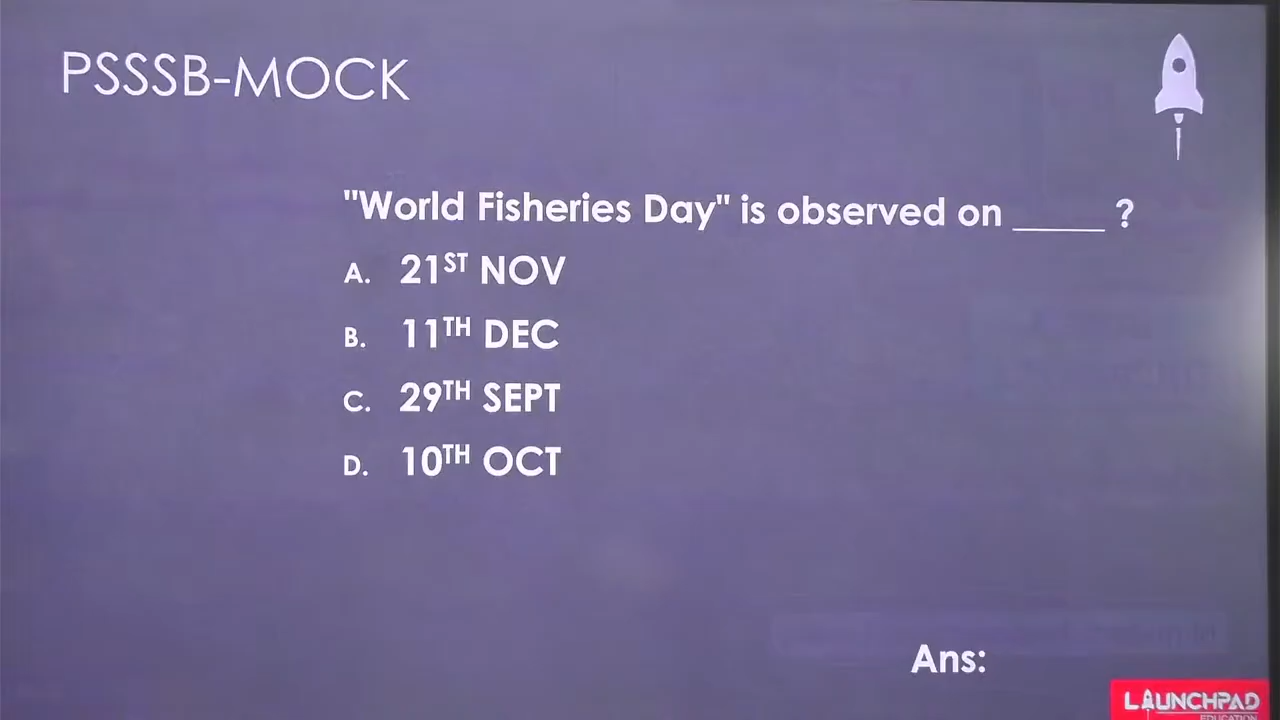 PSSSB-MOCK
"World Fisheries Day" is observed on _____ ?
A. 21ST NOV
B. 11TH DEC
C. 29TH SEPT
D. 10TH OCT
Ans:
LAUNCHPAD
EDUCATION